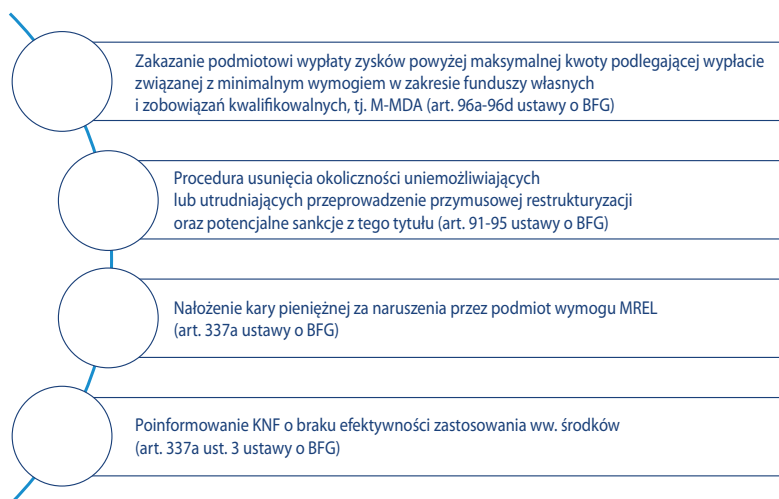 Zakazanie podmiotowi wypłaty zysków powyżej maksymalnej kwoty podlegającej wypłacie
związanej z minimalnym wymogiem w zakresie funduszy własnych
i zobowiązań kwalifikowalnych, tj. M-MDA (art. 96a-96d ustawy o BFG)
Procedura usunięcia okoliczności uniemożliwiających
lub utrudniających przeprowadzenie przymusowej restrukturyzacji
oraz potencjalne sankcje z tego tytułu (art. 91-95 ustawy o BFG)
Nałożenie kary pieniężnej za naruszenia przez podmiot wymogu MREL
(art. 337a ustawy o BFG)
Poinformowanie KNF o braku efektywności zastosowania ww. środków
(art. 337a ust. 3 ustawy o BFG)